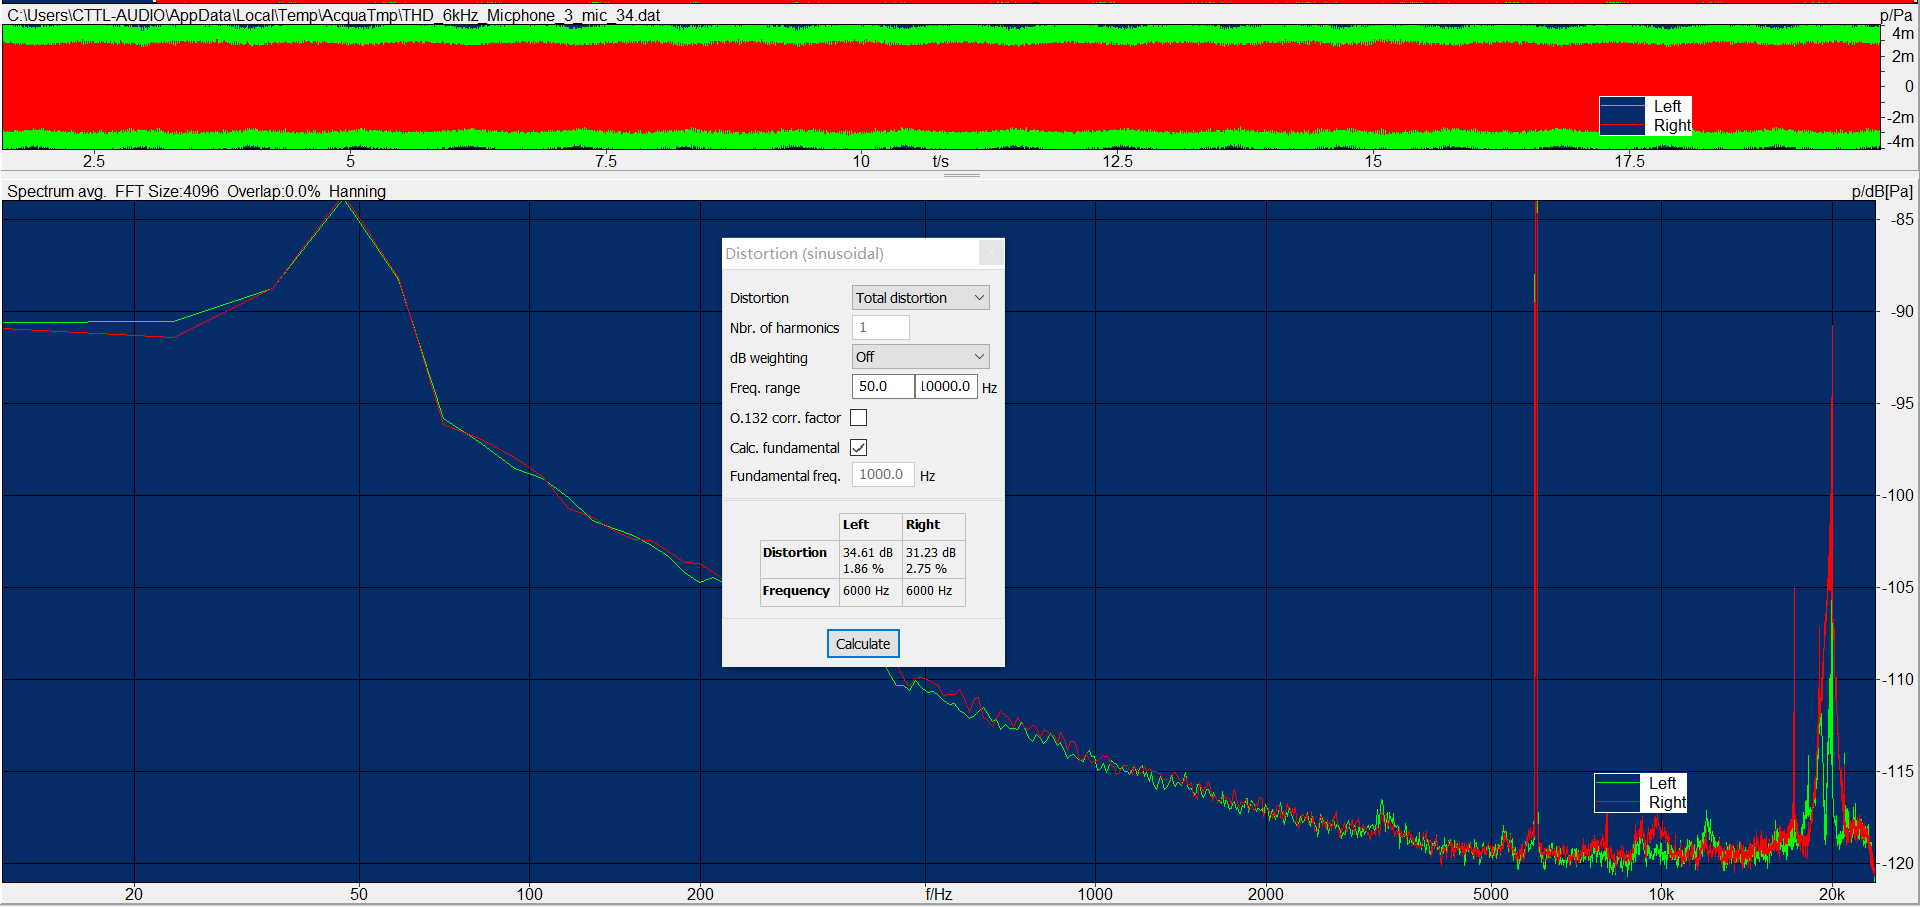 C:\Users\CTTL-AUDIO\AppData\Local\Temp\AcquaTmp\THD_6kHz_Micphone_3_mic_34.dat
p/Pa
4m
2m
0
-2m
-4m
Left
Right
2.5 5 7.5 10 f/s 12.5 15 17.5
Spectrum avg. FFT Size:4096 Overlap:0.0% Hanning
p/dB[Pa]
-85
-90
-95
-100
-105
-110
-115
-120
Distortion (sinusoidal)
Distortion Total distortion
Nbr. of harmonics 1
dB weighting Off
Freq. range 50.0 10000.0 Hz
O.132 corr. factor
Calc. fundamental
Fundamental freq. 1000.0 Hz
Left Right
Distortion 34.61 dB 31.23 dB
1.86 % 2.75 %
Frequency 6000 Hz 6000 Hz
Calculate
Left
Right
20 50 100 200 f/Hz 1000 2000 5000 10k 20k